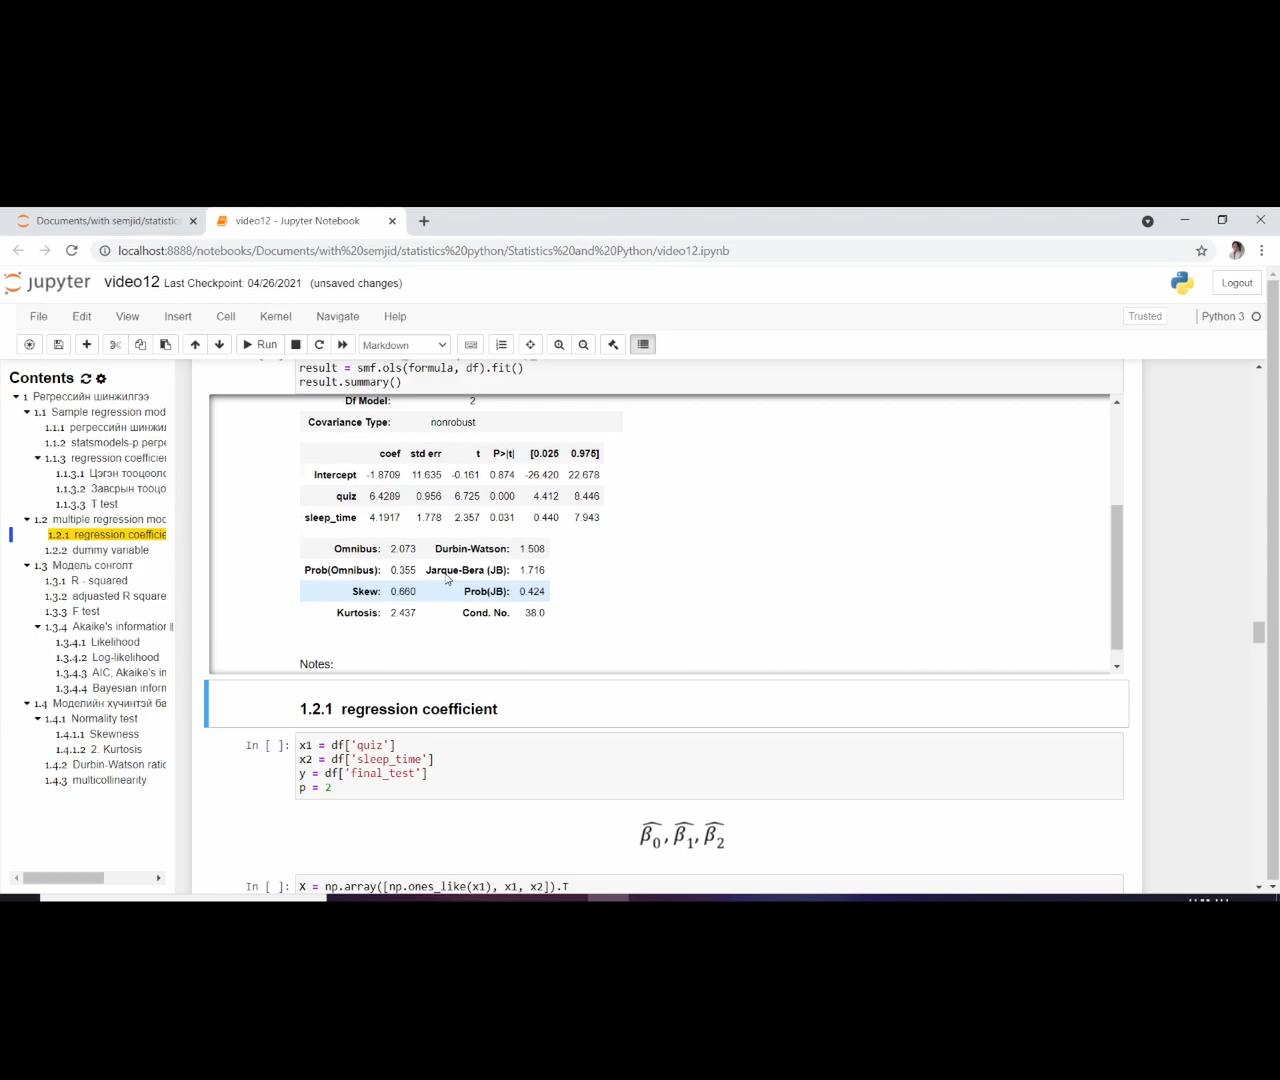 Documents/with semjid/statistic
video12 - Jupyter Notebook
localhost:8888/notebooks/Documents/with%20semjid/statistics%20python/Statistics%20and%20Python/video12.ipynb
jupyter video12 Last Checkpoint: 04/26/2021 (unsaved changes)
Logout
File Edit View Insert Cell Kernel Navigate Help
Trusted
Python 3
Run
Markdown
Contents
1 Регрессийн шинжилгээ
1.1 Sample regression mod
1.1.1 регрессийн шинжи
1.1.2 statsmodels-р регр
1.1.3 regression coefficie
1.1.3.1 Цэгэн тооцоол
1.1.3.2 Завсрын тооцо
1.1.3.3 T test
1.2 multiple regression mod
1.2.1 regression coefficie
1.2.2 dummy variable
1.3 Модель сонголт
1.3.1 R - squared
1.3.2 adjuasted R square
1.3.3 F test
1.3.4 Akaike's information
1.3.4.1 Likelihood
1.3.4.2 Log-likelihood
1.3.4.3 AIC, Akaike's in
1.3.4.4 Bayesian inforn
1.4 Моделийн хүчинтэй ба
1.4.1 Normality test
1.4.1.1 Skewness
1.4.1.2 2. Kurtosis
1.4.2 Durbin-Watson ratio
1.4.3 multicollinearity
result = smf.ols(formula, df).fit()
result.summary()
Df Model: 2
Covariance Type: nonrobust
coef std err t P>|t| [0.025 0.975]
Intercept -1.8709 11.635 -0.161 0.874 -26.420 22.678
quiz 6.4289 0.956 6.725 0.000 4.412 8.446
sleep_time 4.1917 1.778 2.357 0.031 0.440 7.943
Omnibus: 2.073 Durbin-Watson: 1.508
Prob(Omnibus): 0.355 Jarque-Bera (JB): 1.716
Skew: 0.660 Prob(JB): 0.424
Kurtosis: 2.437 Cond. No. 38.0
Notes:
1.2.1 regression coefficient
In [ ]: x1 = df['quiz']
x2 = df['sleep_time']
y = df['final_test']
p = 2
β̂0, β̂1, β̂2
In [ ]: X = np.array([np.ones_like(x1), x1, x2]).T